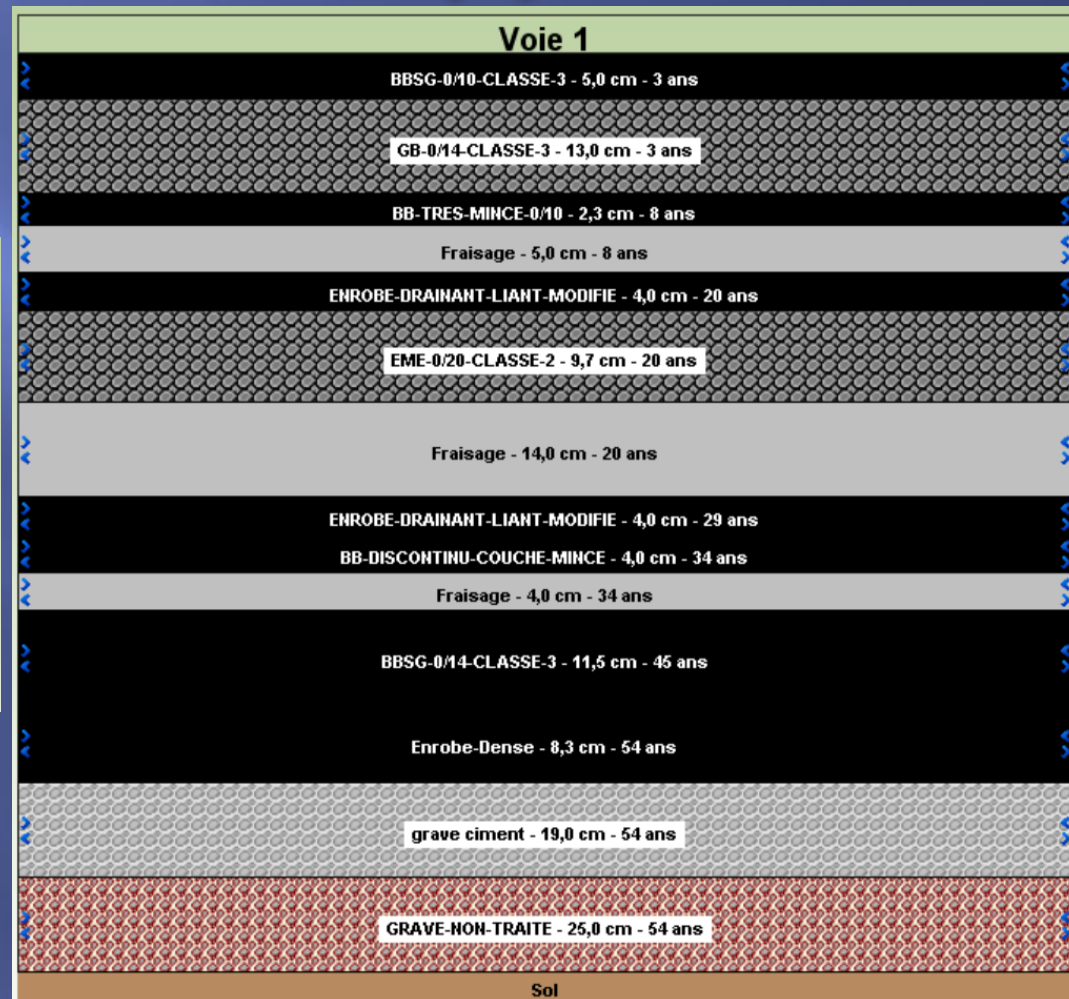 Voie 1
BBSG-0/10-CLASSE-3 - 5,0 cm - 3 ans
GB-0/14-CLASSE-3 - 13,0 cm - 3 ans
BB-TRES-MINCE-0/10 - 2,3 cm - 8 ans
Fraisage - 5,0 cm - 8 ans
ENROBE-DRAINANT-LIANT-MODIFIE - 4,0 cm - 20 ans
EME-0/20-CLASSE-2 - 9,7 cm - 20 ans
Fraisage - 14,0 cm - 20 ans
ENROBE-DRAINANT-LIANT-MODIFIE - 4,0 cm - 29 ans
BB-DISCONTINU-COUCHE-MINCE - 4,0 cm - 34 ans
Fraisage - 4,0 cm - 34 ans
BBSG-0/14-CLASSE-3 - 11,5 cm - 45 ans
Enrobe-Dense - 8,3 cm - 54 ans
grave ciment - 19,0 cm - 54 ans
GRAVE-NON-TRAITE - 25,0 cm - 54 ans
Sol